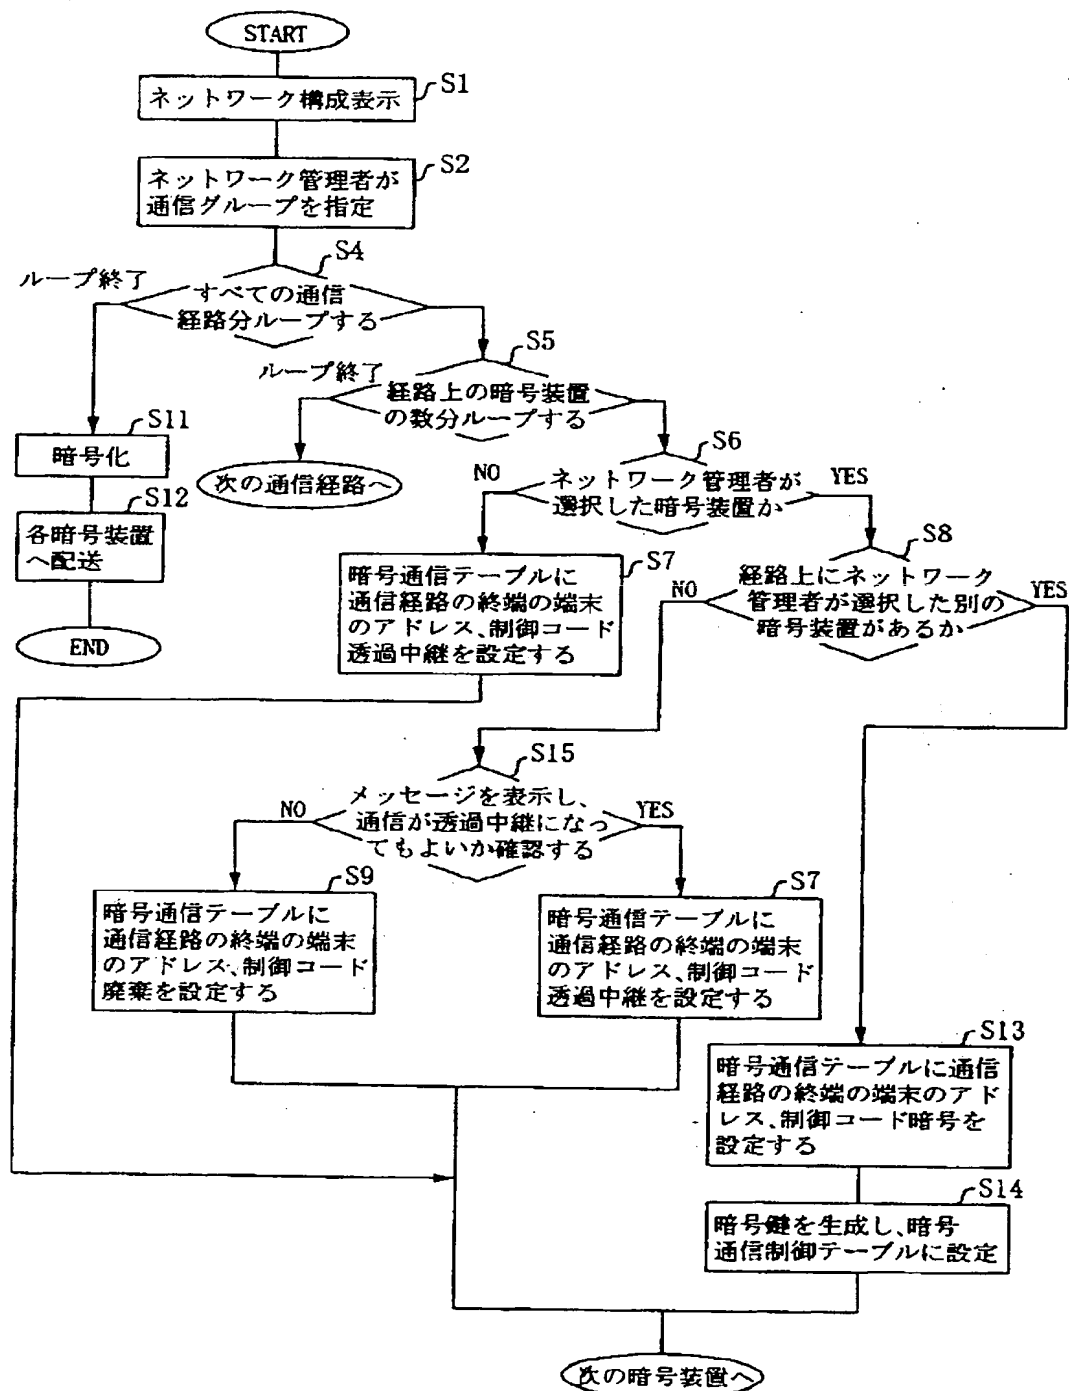 START
S1
ネットワーク構成表示
S2
ネットワーク管理者が
通信グループを指定
S4
ループ終了
すべての通信
経路分ループする
S5
ループ終了
経路上の暗号装置
の数分ループする
S11
暗号化
S12
各暗号装置
へ配送
END
次の通信経路へ
S6
NO
ネットワーク管理者が
選択した暗号装置か
YES
S7
暗号通信テーブルに
通信経路の終端の端末
のアドレス、制御コード
透過中継を設定する
S8
NO
経路上にネットワーク
管理者が選択した別の
暗号装置があるか
YES
S15
NO
メッセージを表示し、
通信が透過中継になっ
てもよいか確認する
YES
S9
暗号通信テーブルに
通信経路の終端の端末
のアドレス、制御コード
廃棄を設定する
S7
暗号通信テーブルに
通信経路の終端の端末
のアドレス、制御コード
透過中継を設定する
S13
暗号通信テーブルに通信
経路の終端の端末のアド
レス、制御コード暗号を
設定する
S14
暗号鍵を生成し、暗号
通信制御テーブルに設定
次の暗号装置へ